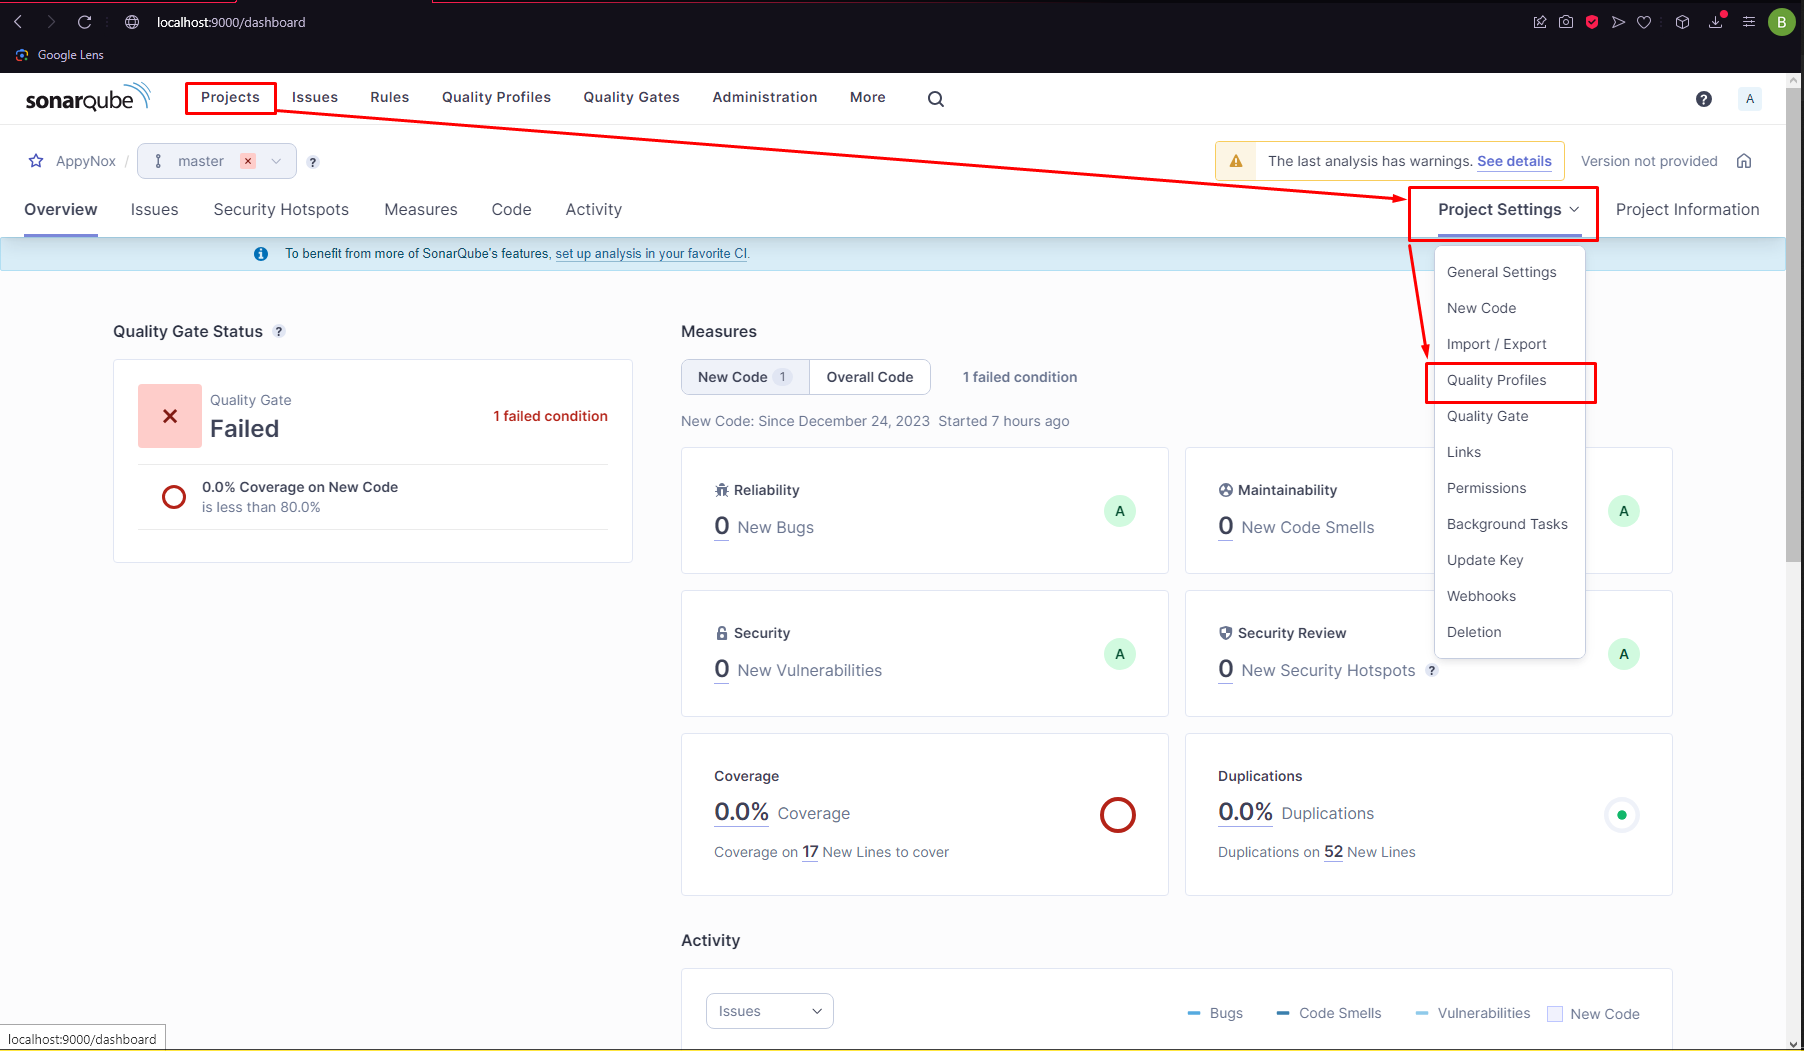 localhost:9000/dashboard
B
Google Lens
sonarqube Projects Issues Rules Quality Profiles Quality Gates Administration More ? A
AppyNox / master ? The last analysis has warnings. See details Version not provided
Overview Issues Security Hotspots Measures Code Activity Project Settings Project Information
To benefit from more of SonarQube's features, set up analysis in your favorite CI.
General Settings
New Code
Import / Export
Quality Profiles
Quality Gate
Links
Permissions
Background Tasks
Update Key
Webhooks
Deletion
Quality Gate Status ?
Quality Gate
Failed
1 failed condition
0.0% Coverage on New Code
is less than 80.0%
Measures
New Code 1 Overall Code 1 failed condition
New Code: Since December 24, 2023 Started 7 hours ago
Reliability
0 New Bugs A
Maintainability
0 New Code Smells A
Security
0 New Vulnerabilities A
Security Review
0 New Security Hotspots ? A
Coverage
0.0% Coverage
Coverage on 17 New Lines to cover
Duplications
0.0% Duplications
Duplications on 52 New Lines
Activity
Issues Bugs Code Smells Vulnerabilities New Code
localhost:9000/dashboard